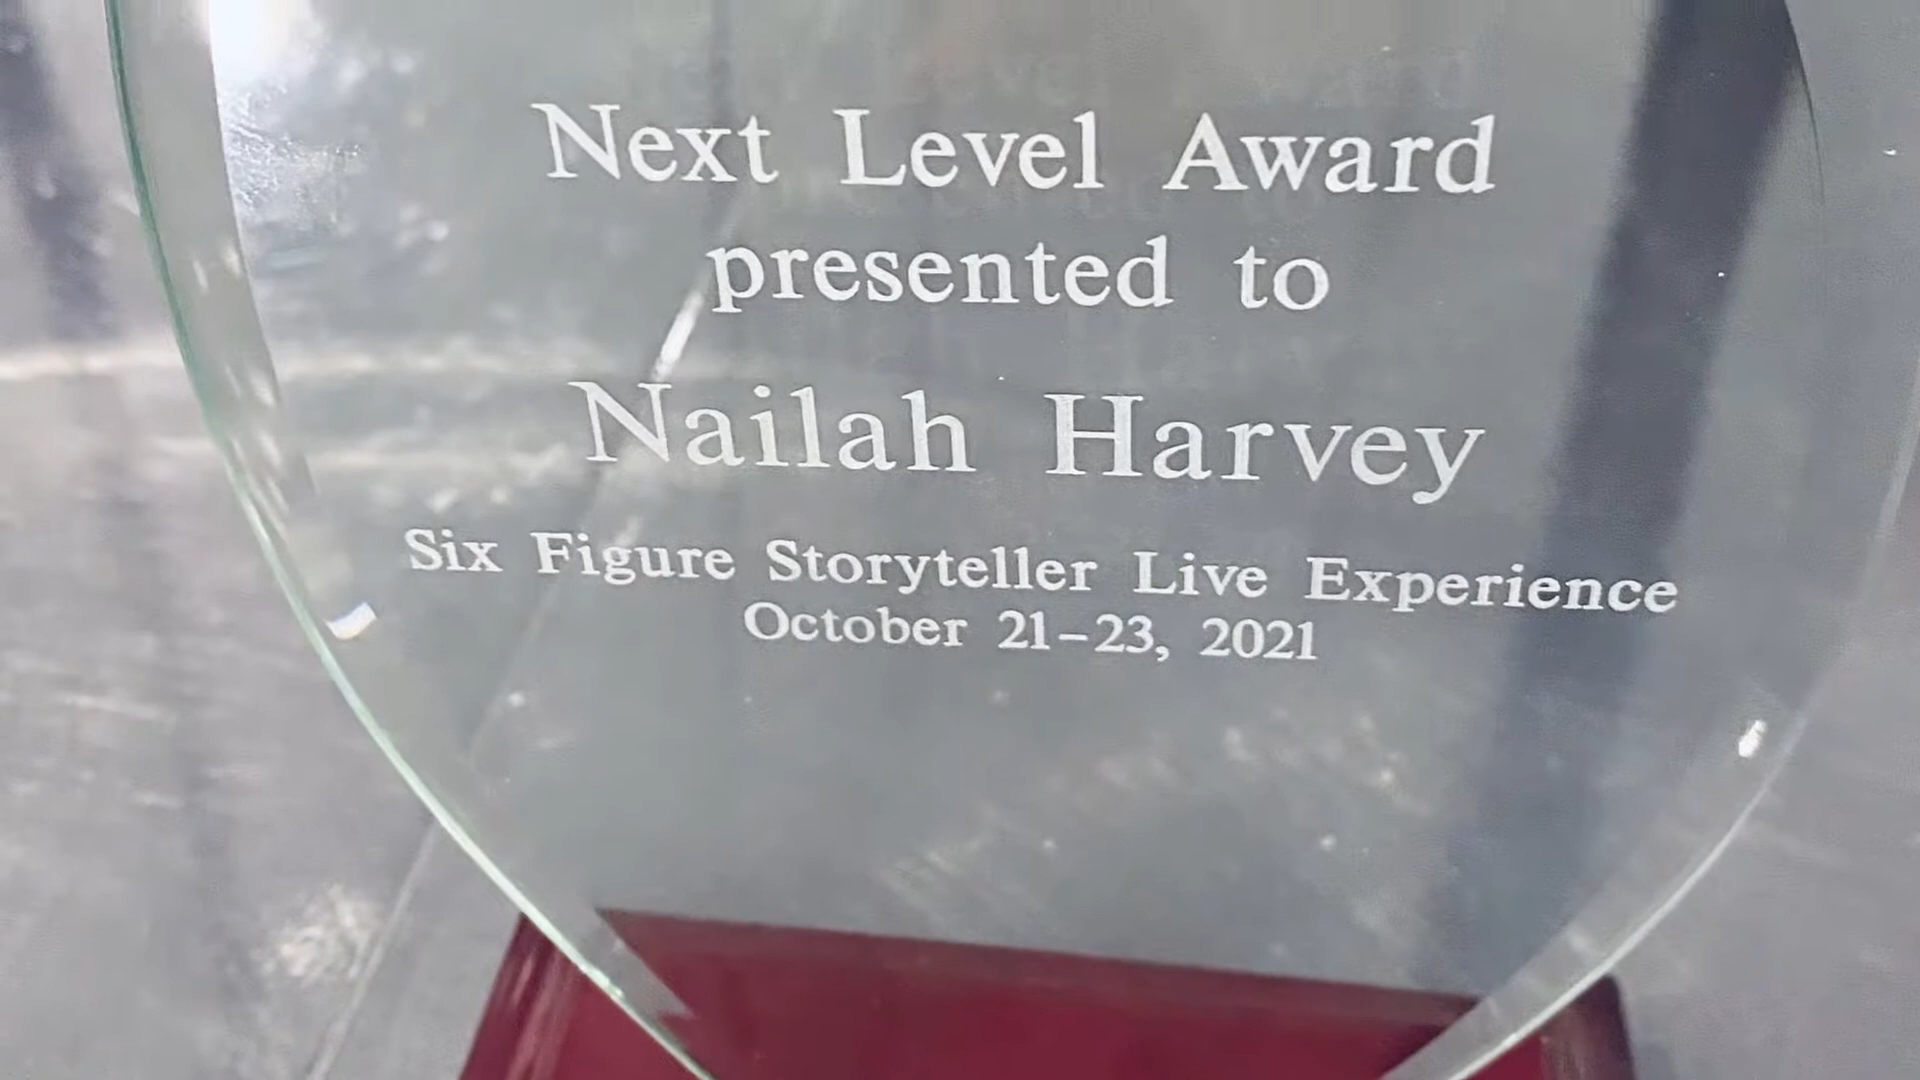 Next Level Award
presented to
Nailah Harvey
Six Figure Storyteller Live Experience
October 21-23, 2021